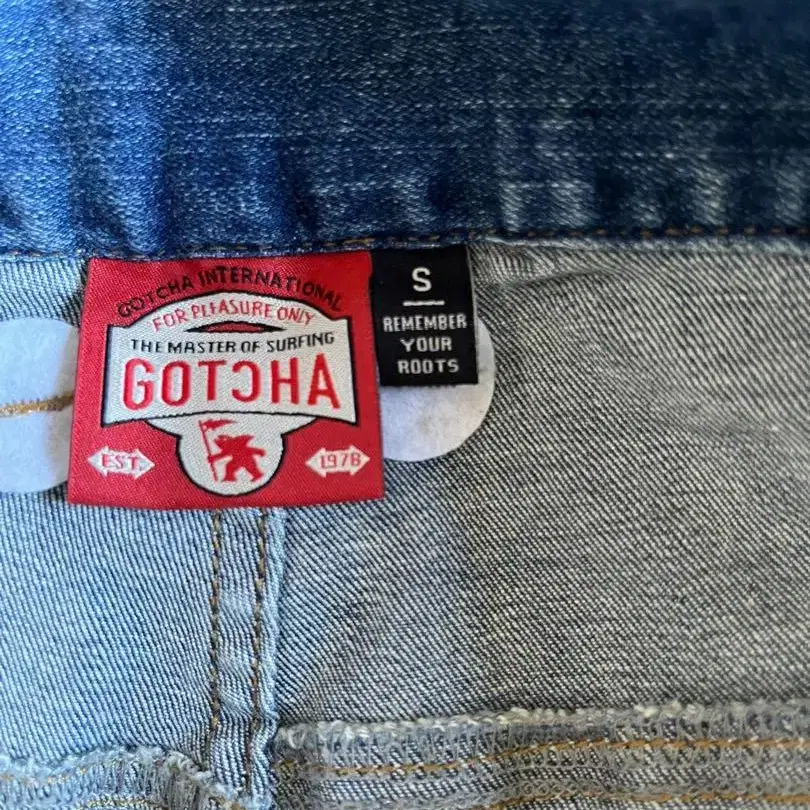 GOTCHA INTERNATIONAL
FOR PLEASURE ONLY
THE MASTER OF SURFING
GOTCHA
EST. 1978
S
REMEMBER
YOUR
ROOTS